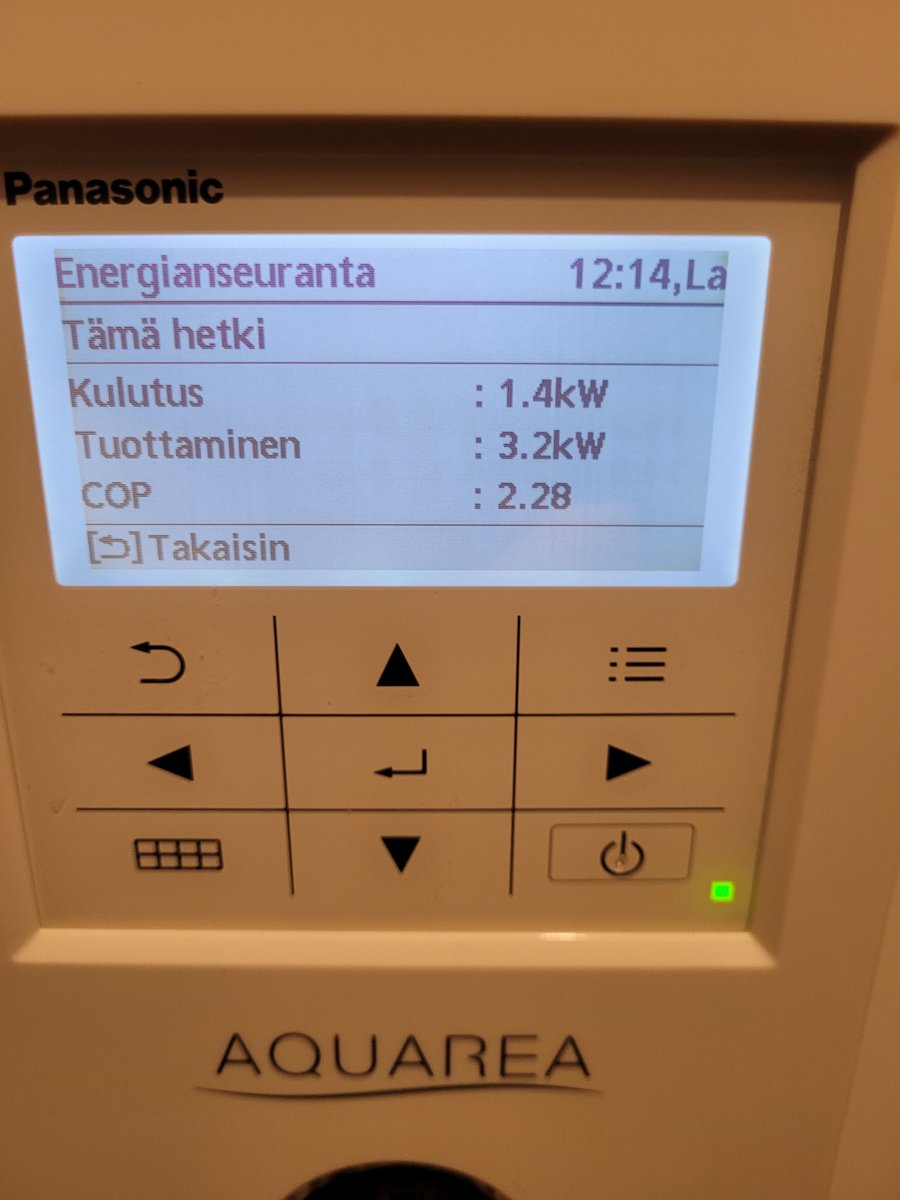 Panasonic
Energianseuranta 12:14,La
Tämä hetki
Kulutus : 1.4kW
Tuottaminen : 3.2kW
COP : 2.28
[⮌]Takaisin
AQUAREA